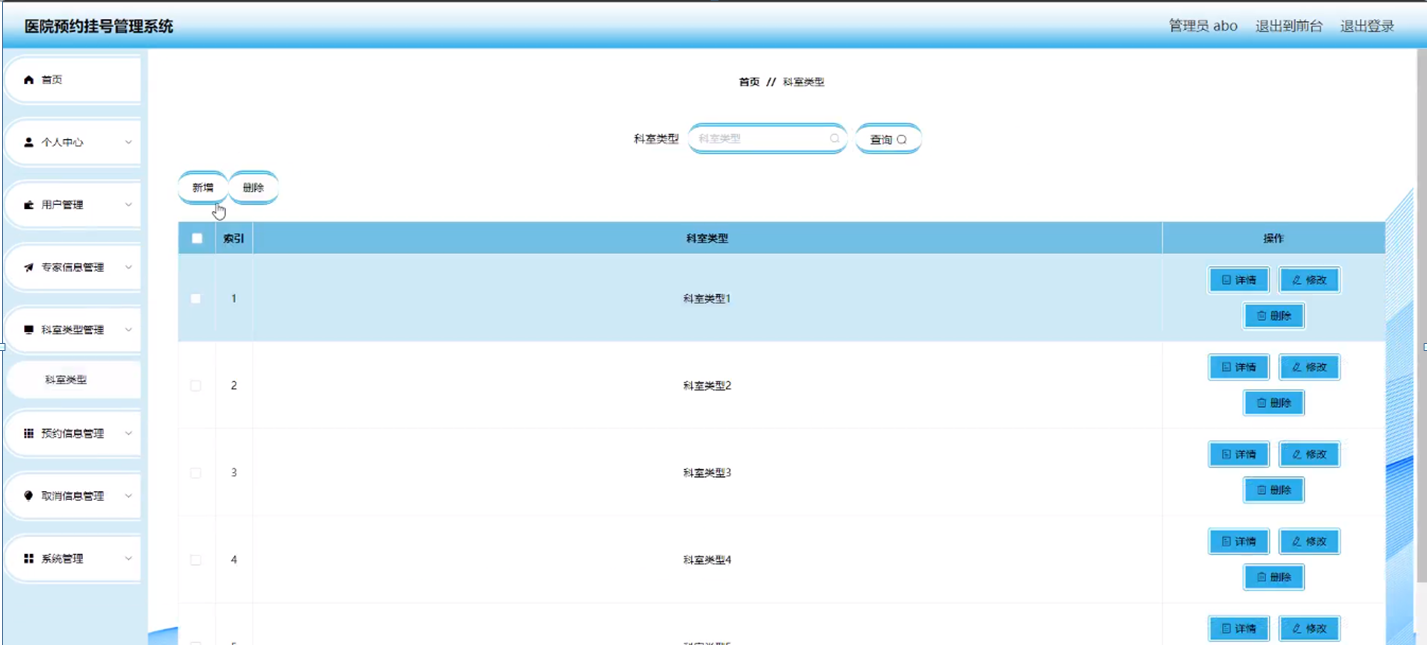 医院预约挂号管理系统
管理员 abo 退出到前台 退出登录
首页
个人中心
用户管理
专家信息管理
科室类型管理
科室类型
预约信息管理
取消信息管理
系统管理
首页 // 科室类型
科室类型 科室类型 查询
新增 删除
索引 科室类型 操作
1 科室类型1 详情 修改
删除
2 科室类型2 详情 修改
删除
3 科室类型3 详情 修改
删除
4 科室类型4 详情 修改
删除
详情 修改